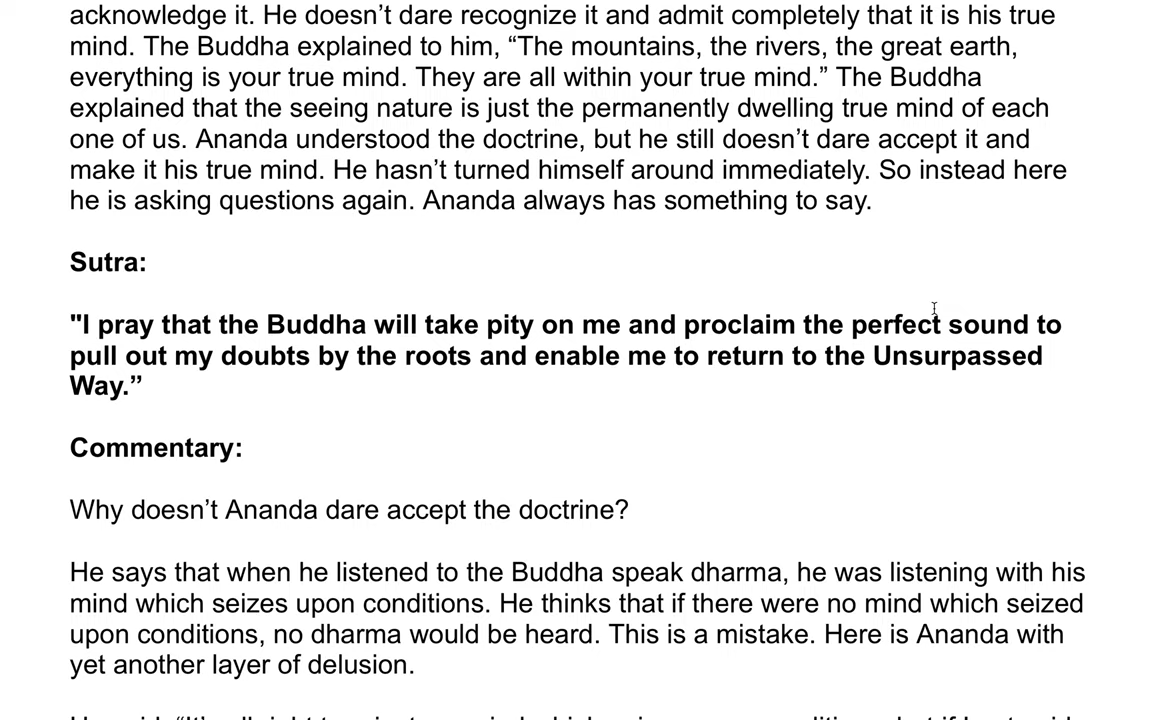 acknowledge it. He doesn’t dare recognize it and admit completely that it is his true
mind. The Buddha explained to him, “The mountains, the rivers, the great earth,
everything is your true mind. They are all within your true mind.” The Buddha
explained that the seeing nature is just the permanently dwelling true mind of each
one of us. Ananda understood the doctrine, but he still doesn’t dare accept it and
make it his true mind. He hasn’t turned himself around immediately. So instead here
he is asking questions again. Ananda always has something to say.
Sutra:
"I pray that the Buddha will take pity on me and proclaim the perfect sound to
pull out my doubts by the roots and enable me to return to the Unsurpassed
Way.”
Commentary:
Why doesn’t Ananda dare accept the doctrine?
He says that when he listened to the Buddha speak dharma, he was listening with his
mind which seizes upon conditions. He thinks that if there were no mind which seized
upon conditions, no dharma would be heard. This is a mistake. Here is Ananda with
yet another layer of delusion.